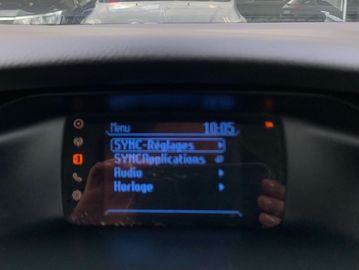 Menu 10:05
SYNC-Réglages
SYNCApplications
Audio
Horloge